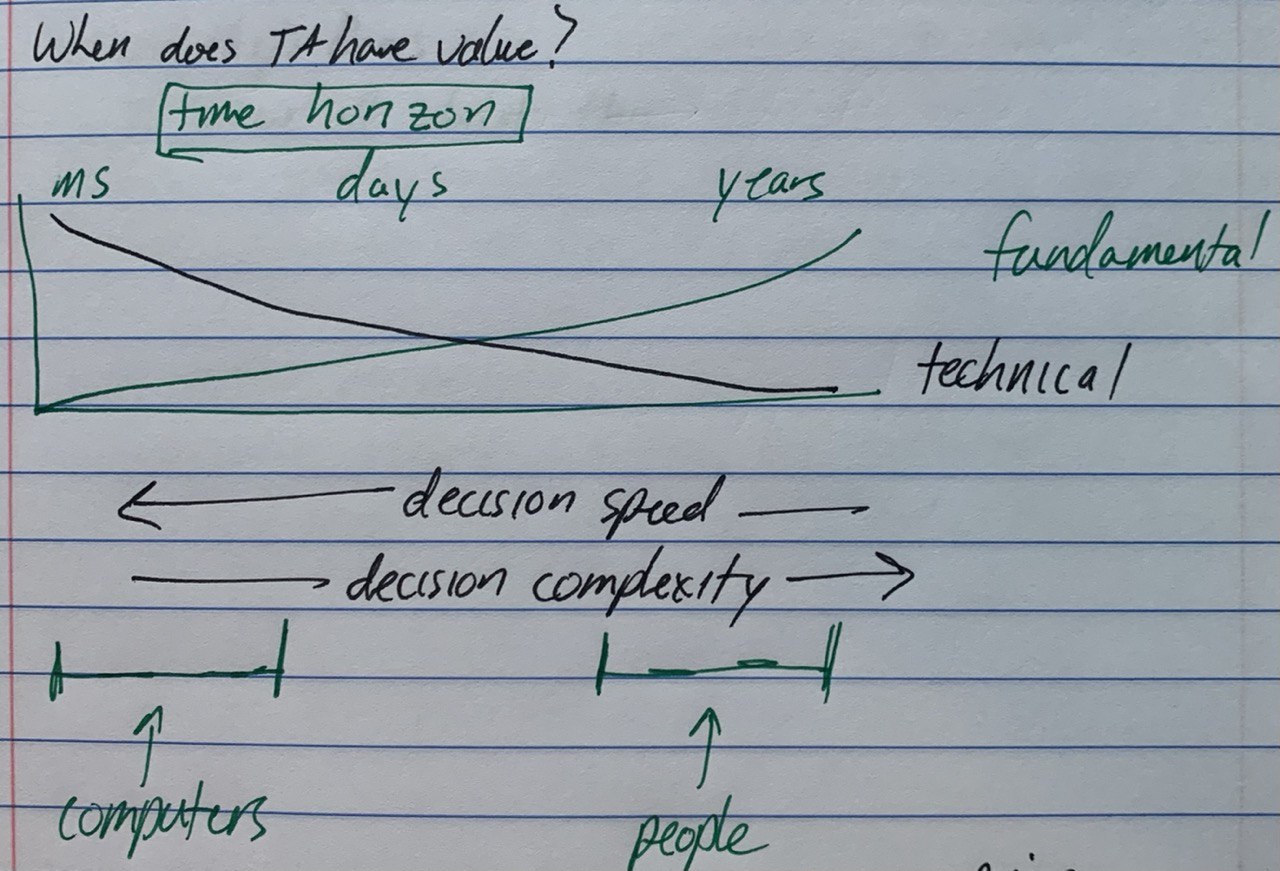 When does TA have value?
time horizon
ms days years
fundamental
technical
decision speed
decision complexity
computers people